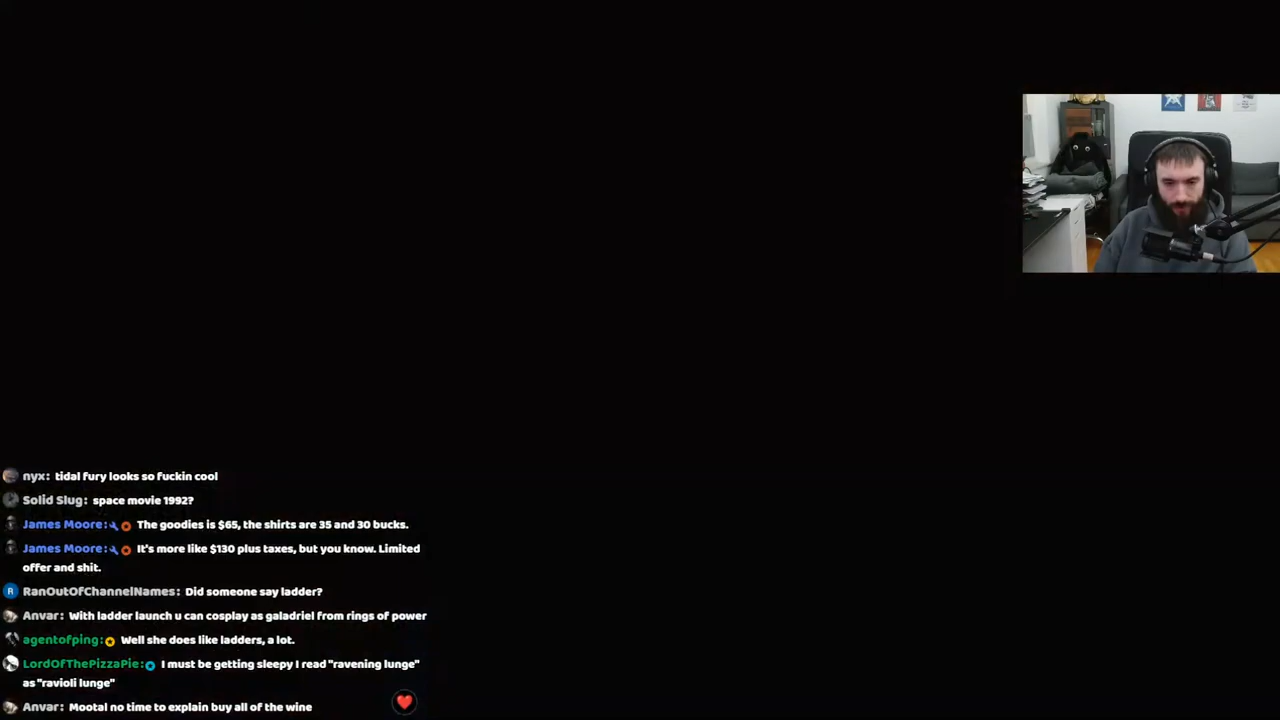 nyx: tidal fury looks so fuckin cool
Solid Slug: space movie 1992?
James Moore: The goodies is $65, the shirts are 35 and 30 bucks.
James Moore: It's more like $130 plus taxes, but you know. Limited
offer and shit.
R RanOutOfChannelNames: Did someone say ladder?
Anvar: With ladder launch u can cosplay as galadriel from rings of power
agentofping: Well she does like ladders, a lot.
LordOfThePizzaPie: I must be getting sleepy I read "ravening lunge"
as "ravioli lunge"
Anvar: Mootal no time to explain buy all of the wine